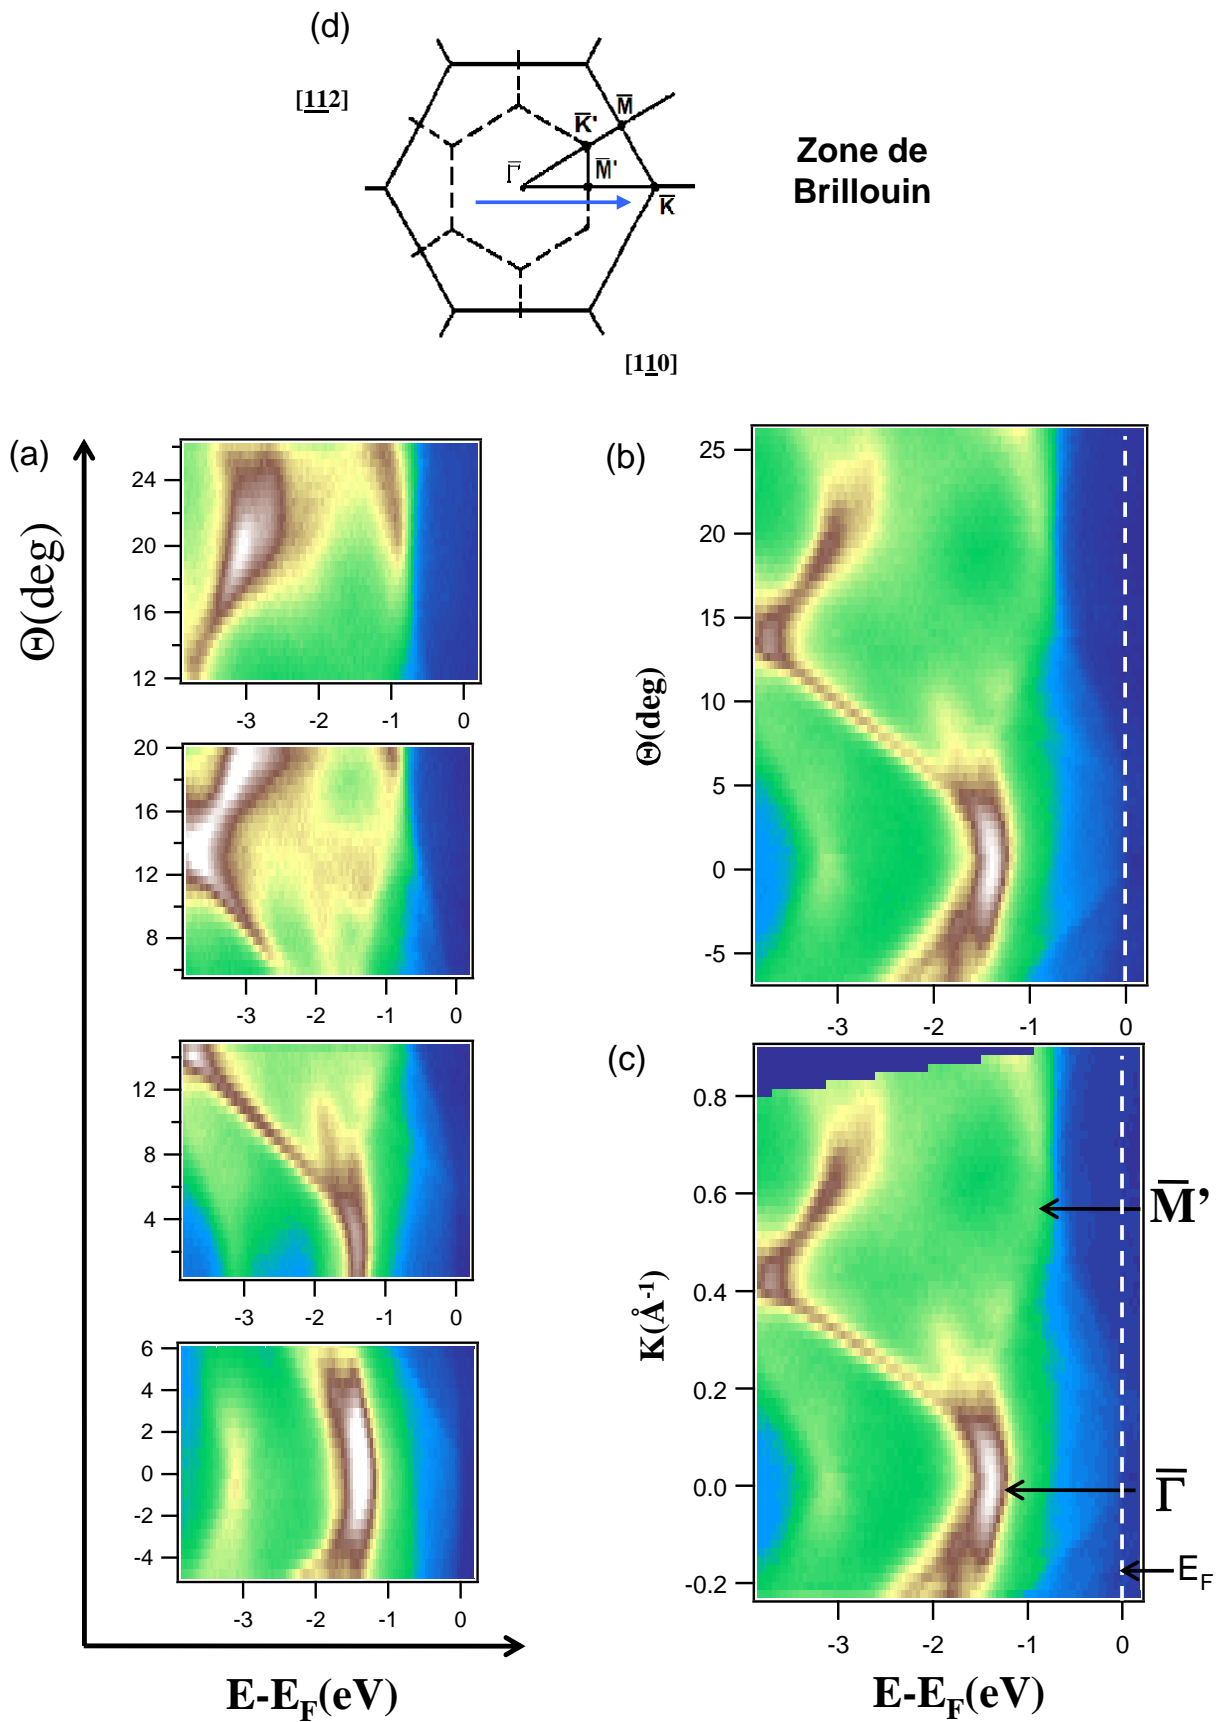 (d)
[112]
M̅
K̅'
Γ̅
M̅'
K̅
Zone de
Brillouin
[110]
(a)
Θ(deg)
24
20
16
12
-3 -2 -1 0
20
16
12
8
-3 -2 -1 0
12
8
4
-3 -2 -1 0
6
4
2
0
-2
-4
-3 -2 -1 0
E-E_F(eV)
(b)
Θ(deg)
25
20
15
10
5
0
-5
-3 -2 -1 0
(c)
K(Å⁻¹)
0.8
0.6
0.4
0.2
0.0
-0.2
M̅'
Γ̅
E_F
-3 -2 -1 0
E-E_F(eV)